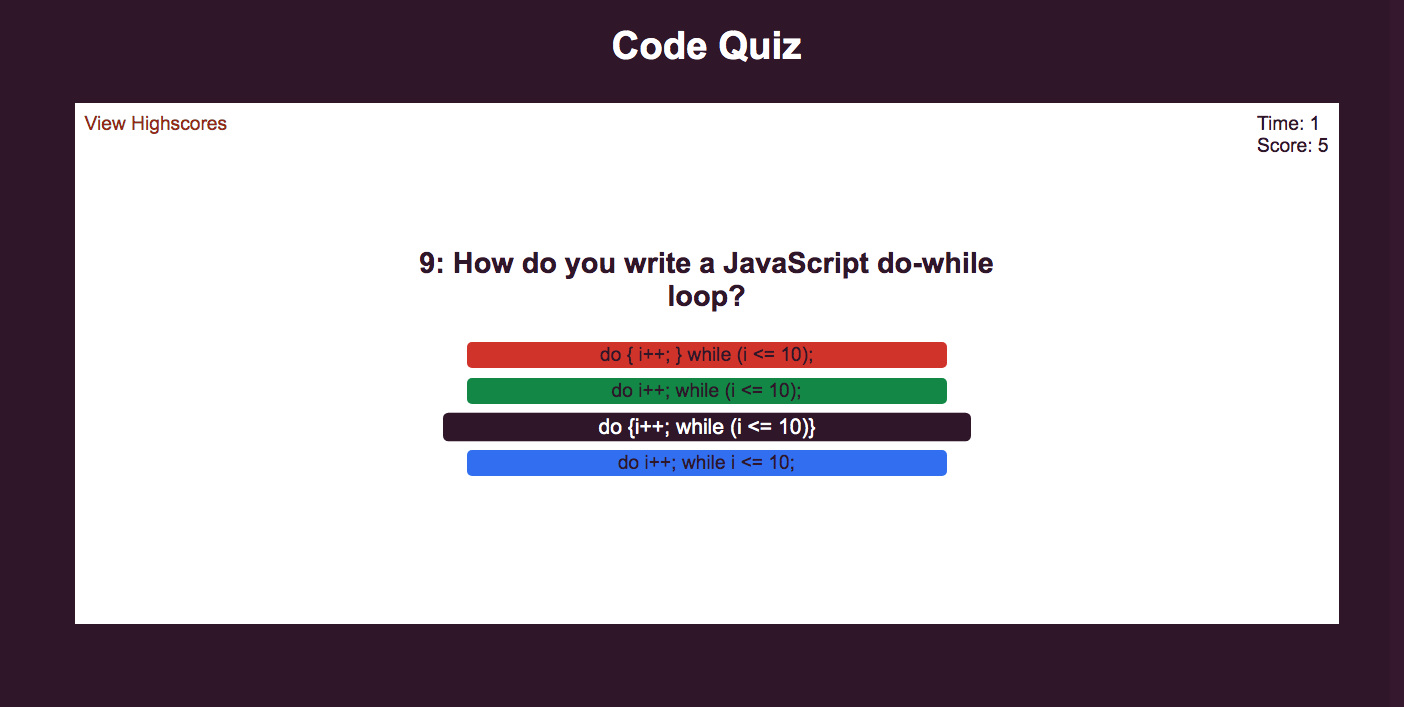 Code Quiz
View Highscores
Time: 1
Score: 5
9: How do you write a JavaScript do-while
loop?
do { i++; } while (i <= 10);
do i++; while (i <= 10);
do {i++; while (i <= 10)}
do i++; while i <= 10;